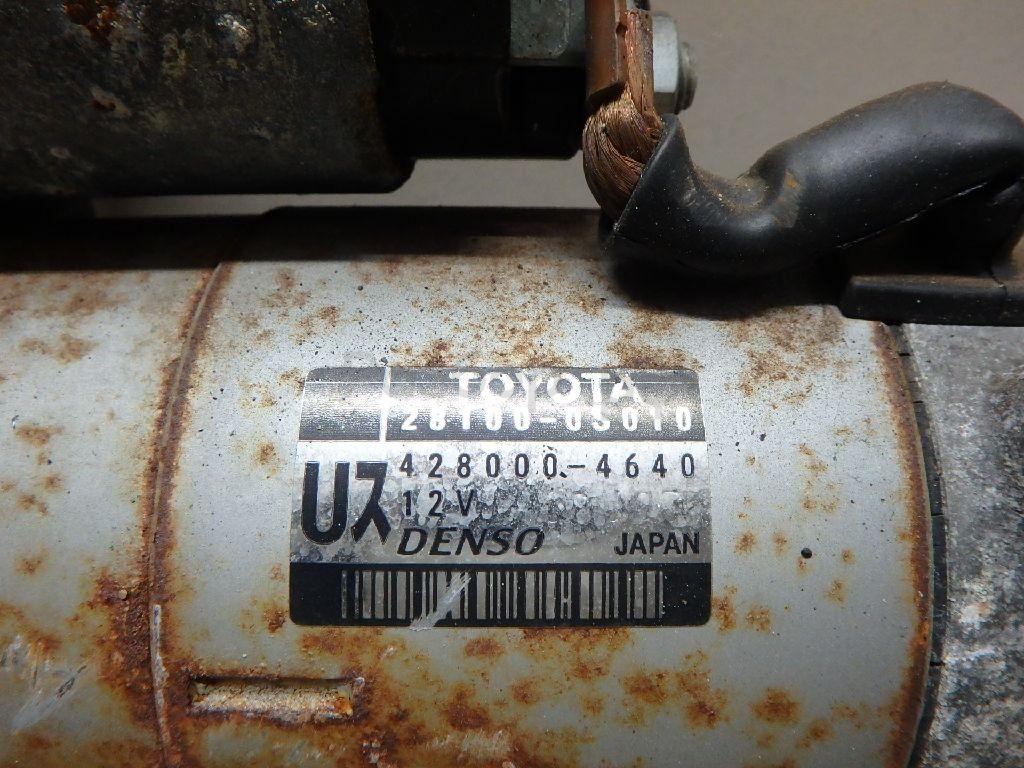 TOYOTA
28100-0S010
Uス
428000-4640
12V
DENSO JAPAN